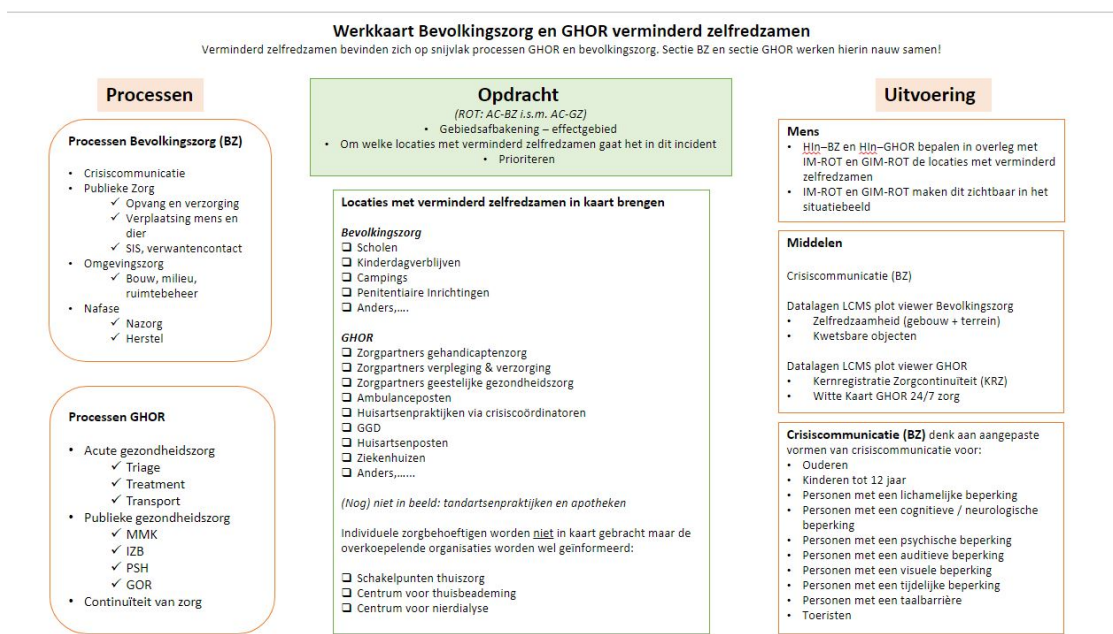 Werkkaart Bevolkingszorg en GHOR verminderd zelfredzamen
Verminderd zelfredzamen bevinden zich op snijvlak processen GHOR en bevolkingszorg. Sectie BZ en sectie GHOR werken hierin nauw samen!
Processen
Processen Bevolkingszorg (BZ)
• Crisiscommunicatie
• Publieke Zorg
✓ Opvang en verzorging
✓ Verplaatsing mens en
dier
✓ SIS, verwantencontact
• Omgevingszorg
✓ Bouw, milieu,
ruimtebeheer
• Nafase
✓ Nazorg
✓ Herstel
Processen GHOR
• Acute gezondheidszorg
✓ Triage
✓ Treatment
✓ Transport
• Publieke gezondheidszorg
✓ MMK
✓ IZB
✓ PSH
✓ GOR
• Continuïteit van zorg
Opdracht
(ROT: AC-BZ i.s.m. AC-GZ)
• Gebiedsafbakening – effectgebied
• Om welke locaties met verminderd zelfredzamen gaat het in dit incident
• Prioriteren
Locaties met verminderd zelfredzamen in kaart brengen
Bevolkingszorg
❑ Scholen
❑ Kinderdagverblijven
❑ Campings
❑ Penitentiaire Inrichtingen
❑ Anders,....
GHOR
❑ Zorgpartners gehandicaptenzorg
❑ Zorgpartners verpleging & verzorging
❑ Zorgpartners geestelijke gezondheidszorg
❑ Ambulanceposten
❑ Huisartsenpraktijken via crisiscoördinatoren
❑ GGD
❑ Huisartsenposten
❑ Ziekenhuizen
❑ Anders,......
(Nog) niet in beeld: tandartsenpraktijken en apotheken
Individuele zorgbehoeftigen worden niet in kaart gebracht maar de
overkoepelende organisaties worden wel geïnformeerd:
❑ Schakelpunten thuiszorg
❑ Centrum voor thuisbeademing
❑ Centrum voor nierdialyse
Uitvoering
Mens
• HIn–BZ en HIn–GHOR bepalen in overleg met
IM-ROT en GIM-ROT de locaties met verminderd
zelfredzamen
• IM-ROT en GIM-ROT maken dit zichtbaar in het
situatiebeeld
Middelen
Crisiscommunicatie (BZ)
Datalagen LCMS plot viewer Bevolkingszorg
• Zelfredzaamheid (gebouw + terrein)
• Kwetsbare objecten
Datalagen LCMS plot viewer GHOR
• Kernregistratie Zorgcontinuïteit (KRZ)
• Witte Kaart GHOR 24/7 zorg
Crisiscommunicatie (BZ) denk aan aangepaste
vormen van crisiscommunicatie voor:
• Ouderen
• Kinderen tot 12 jaar
• Personen met een lichamelijke beperking
• Personen met een cognitieve / neurologische
beperking
• Personen met een psychische beperking
• Personen met een auditieve beperking
• Personen met een visuele beperking
• Personen met een tijdelijke beperking
• Personen met een taalbarrière
• Toeristen